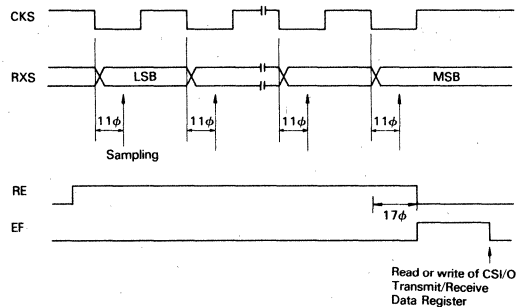 CKS
RXS
LSB
MSB
11φ
11φ
11φ
11φ
Sampling
RE
17φ
EF
Read or write of CSI/O
Transmit/Receive
Data Register